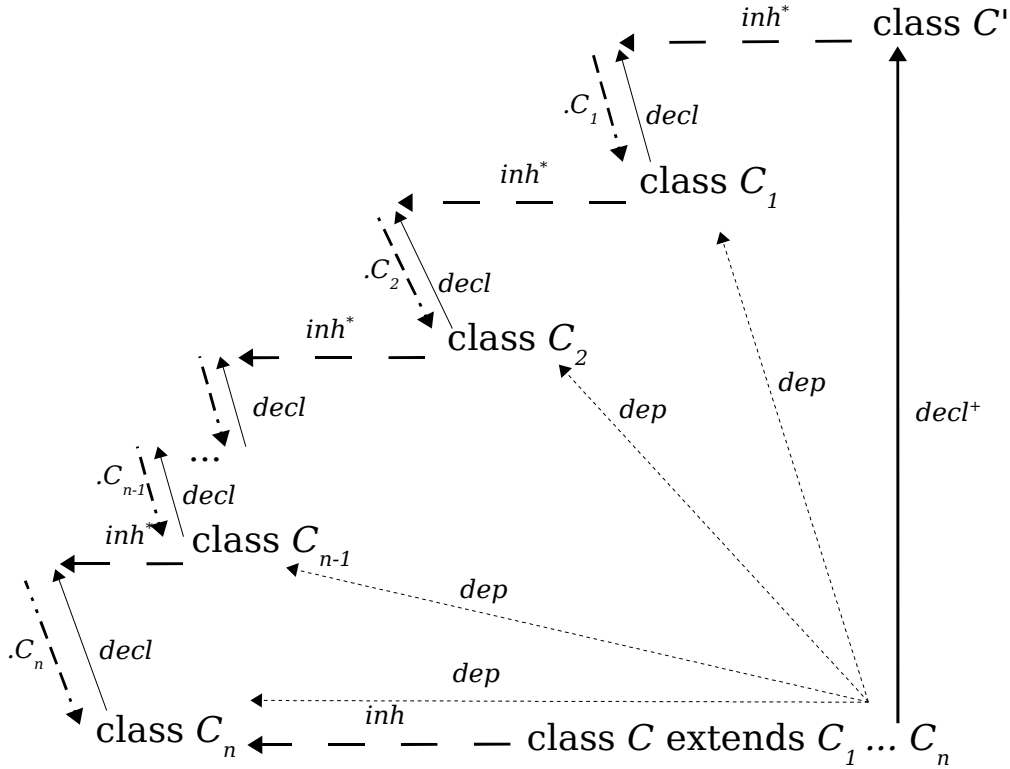 inh* class C'
.C₁ decl
inh* class C₁
.C₂ decl
inh* class C₂
decl dep dep decl⁺
...
.Cₙ₋₁ decl
inh* class Cₙ₋₁
dep
.Cₙ decl
dep
inh
class Cₙ class C extends C₁ ... Cₙ